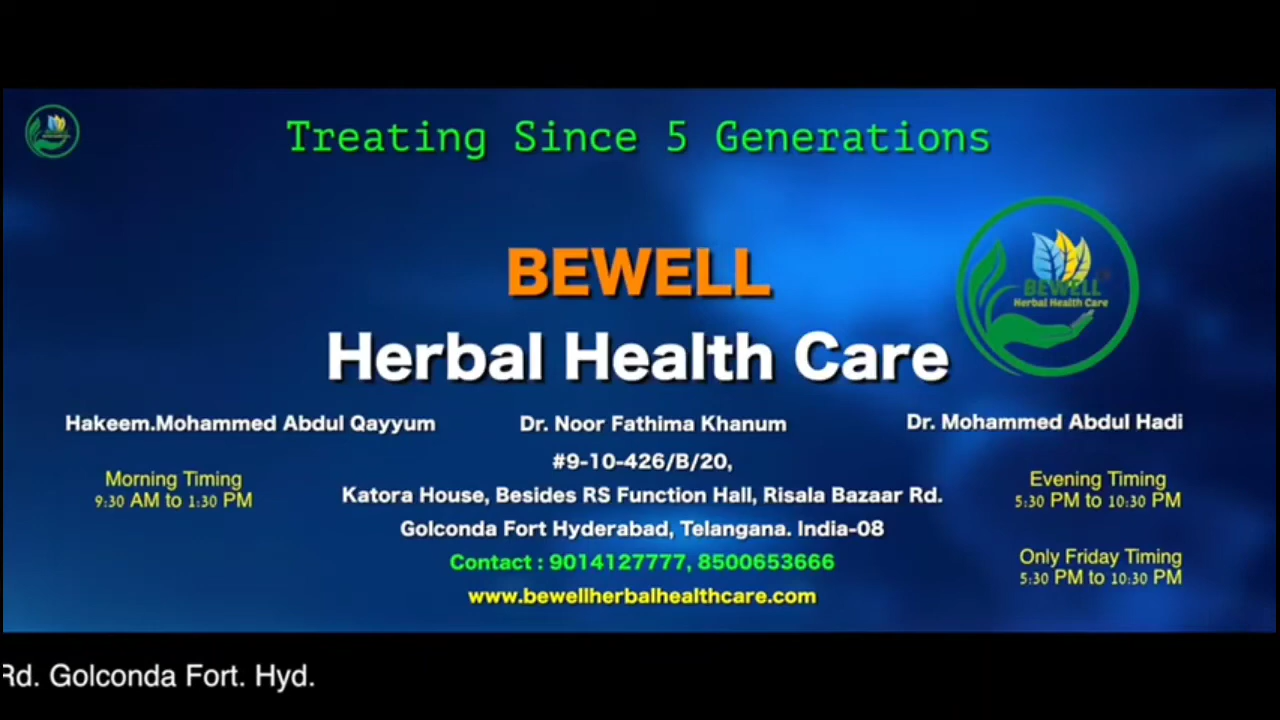 Treating Since 5 Generations
BEWELL
Herbal Health Care
BEWELL
Herbal Health Care
Hakeem.Mohammed Abdul Qayyum
Dr. Noor Fathima Khanum
Dr. Mohammed Abdul Hadi
Morning Timing
9:30 AM to 1:30 PM
#9-10-426/B/20,
Katora House, Besides RS Function Hall, Risala Bazaar Rd.
Golconda Fort Hyderabad, Telangana. India-08
Contact : 9014127777, 8500653666
www.bewellherbalhealthcare.com
Evening Timing
5:30 PM to 10:30 PM
Only Friday Timing
5:30 PM to 10:30 PM
Rd. Golconda Fort. Hyd.